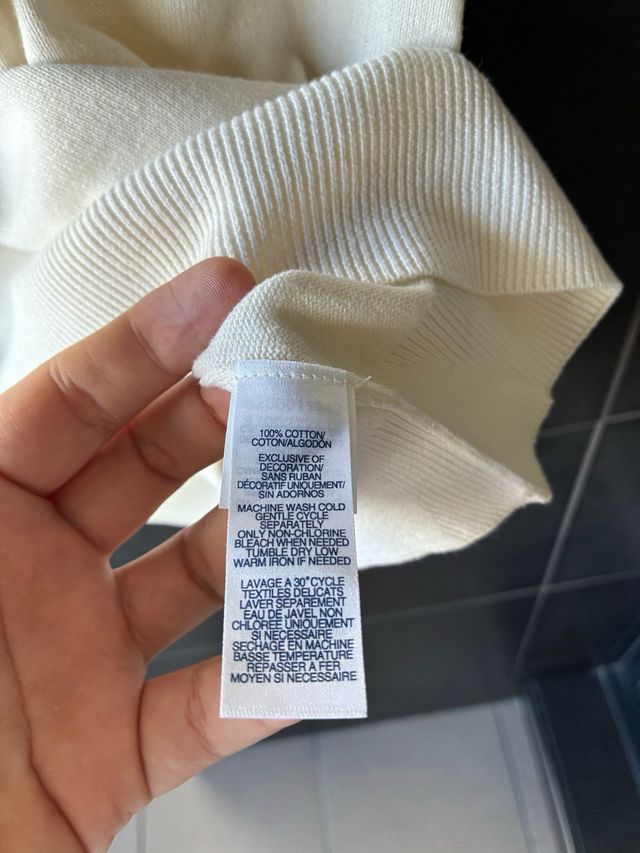 100% COTTON/
COTON/ALGODON
EXCLUSIVE OF
DECORATION/
SANS RUBAN
DÉCORATIF UNIQUEMENT/
SIN ADORNOS
MACHINE WASH COLD
GENTLE CYCLE
SEPARATELY
ONLY NON-CHLORINE
BLEACH WHEN NEEDED
TUMBLE DRY LOW
WARM IRON IF NEEDED
LAVAGE A 30° CYCLE
TEXTILES DELICATS
LAVER SEPAREMENT
EAU DE JAVEL NON
CHLOREE UNIQUEMENT
SI NECESSAIRE
SECHAGE EN MACHINE
BASSE TEMPERATURE
REPASSER A FER
MOYEN SI NECESSAIRE